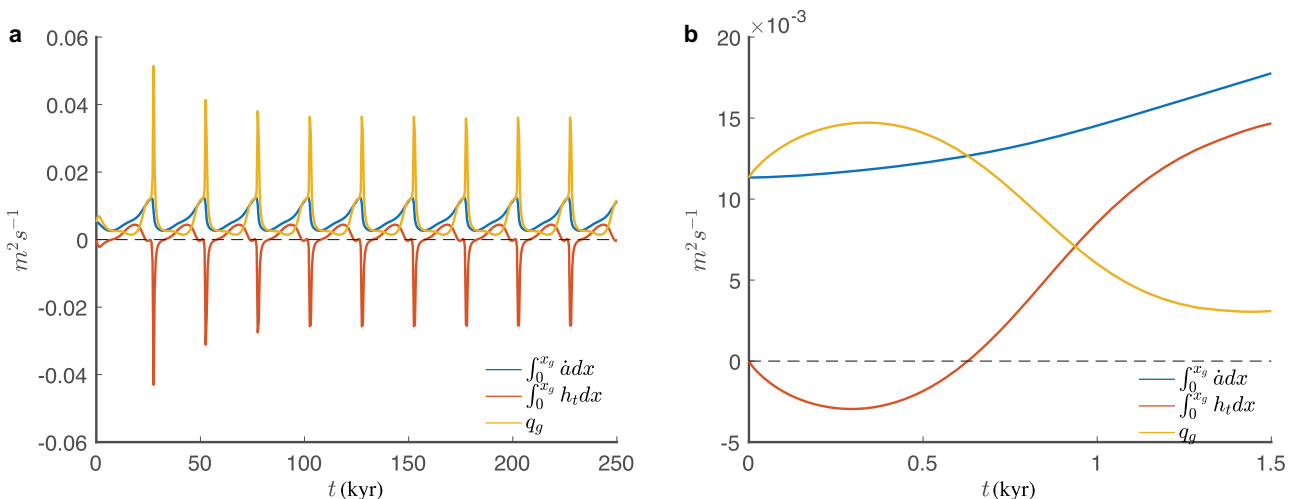 a
0.06
0.04
0.02
0
-0.02
-0.04
-0.06
m² s⁻¹
0 50 100 150 200 250
t (kyr)
∫₀^{x_g} ȧdx
∫₀^{x_g} h_t dx
q_g
b
×10⁻³
20
15
10
5
0
-5
m² s⁻¹
0 0.5 1 1.5
t (kyr)
∫₀^{x_g} ȧdx
∫₀^{x_g} h_t dx
q_g